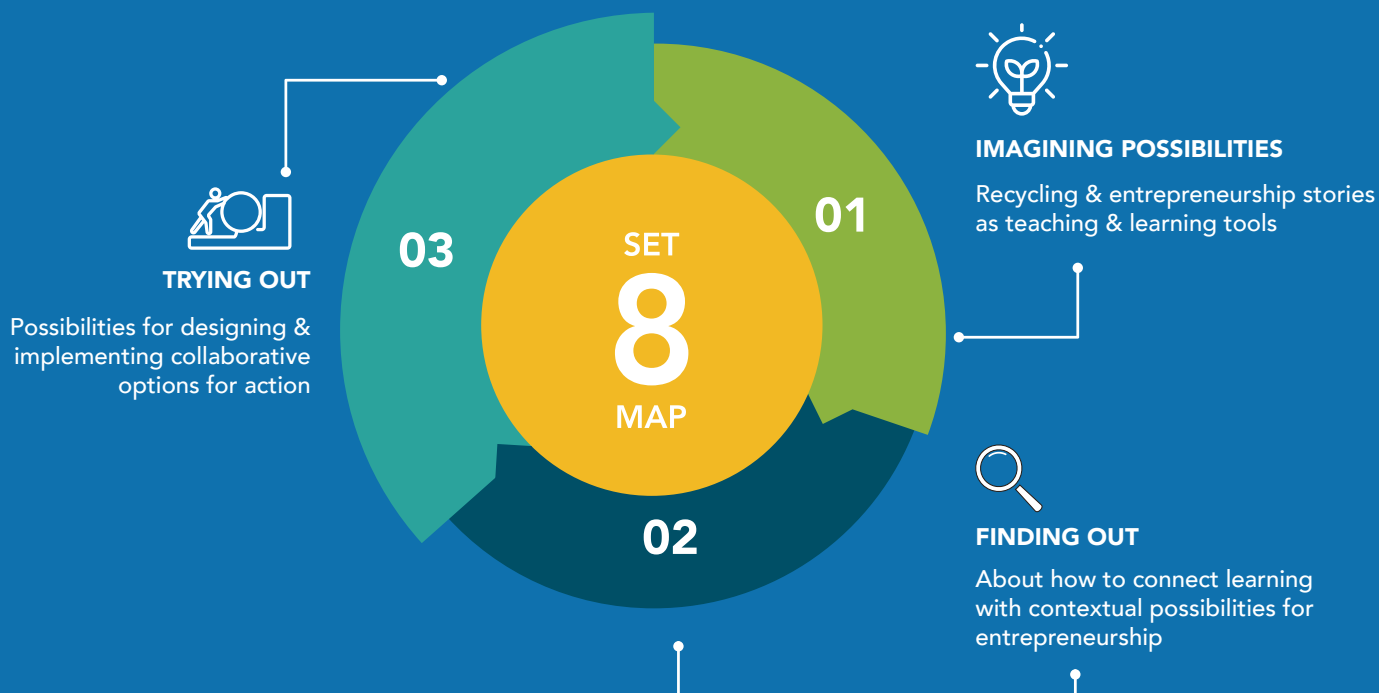 SET
8
MAP
01
IMAGINING POSSIBILITIES
Recycling & entrepreneurship stories
as teaching & learning tools
02
FINDING OUT
About how to connect learning
with contextual possibilities for
entrepreneurship
03
TRYING OUT
Possibilities for designing &
implementing collaborative
options for action